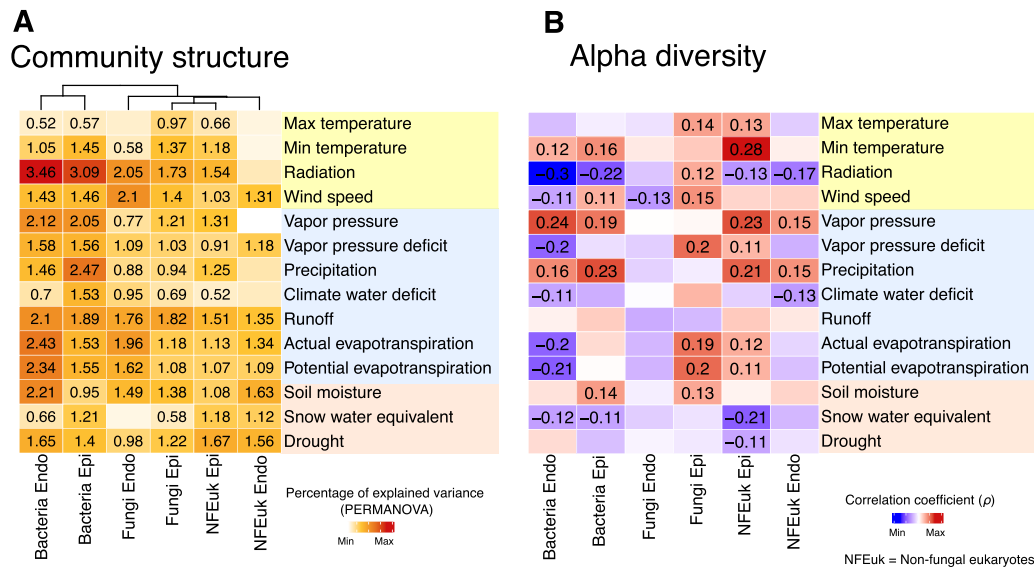 A
Community structure
0.52 0.57 0.97 0.66 Max temperature
1.05 1.45 0.58 1.37 1.18 Min temperature
3.46 3.09 2.05 1.73 1.54 Radiation
1.43 1.46 2.1 1.4 1.03 1.31 Wind speed
2.12 2.05 0.77 1.21 1.31 Vapor pressure
1.58 1.56 1.09 1.03 0.91 1.18 Vapor pressure deficit
1.46 2.47 0.88 0.94 1.25 Precipitation
0.7 1.53 0.95 0.69 0.52 Climate water deficit
2.1 1.89 1.76 1.82 1.51 1.35 Runoff
2.43 1.53 1.96 1.18 1.13 1.34 Actual evapotranspiration
2.34 1.55 1.62 1.08 1.07 1.09 Potential evapotranspiration
2.21 0.95 1.49 1.38 1.08 1.63 Soil moisture
0.66 1.21 0.58 1.18 1.12 Snow water equivalent
1.65 1.4 0.98 1.22 1.67 1.56 Drought
Bacteria Endo
Bacteria Epi
Fungi Endo
Fungi Epi
NFEuk Epi
NFEuk Endo
Percentage of explained variance
(PERMANOVA)
Min Max
B
Alpha diversity
0.14 0.13 Max temperature
0.12 0.16 0.28 Min temperature
−0.3 −0.22 0.12 −0.13 −0.17 Radiation
−0.11 0.11 −0.13 0.15 Wind speed
0.24 0.19 0.23 0.15 Vapor pressure
−0.2 0.2 0.11 Vapor pressure deficit
0.16 0.23 0.21 0.15 Precipitation
−0.11 −0.13 Climate water deficit
Runoff
−0.2 0.19 0.12 Actual evapotranspiration
−0.21 0.2 0.11 Potential evapotranspiration
0.14 0.13 Soil moisture
−0.12 −0.11 −0.21 Snow water equivalent
−0.11 Drought
Bacteria Endo
Bacteria Epi
Fungi Endo
Fungi Epi
NFEuk Epi
NFEuk Endo
Correlation coefficient (ρ)
Min Max
NFEuk = Non-fungal eukaryotes